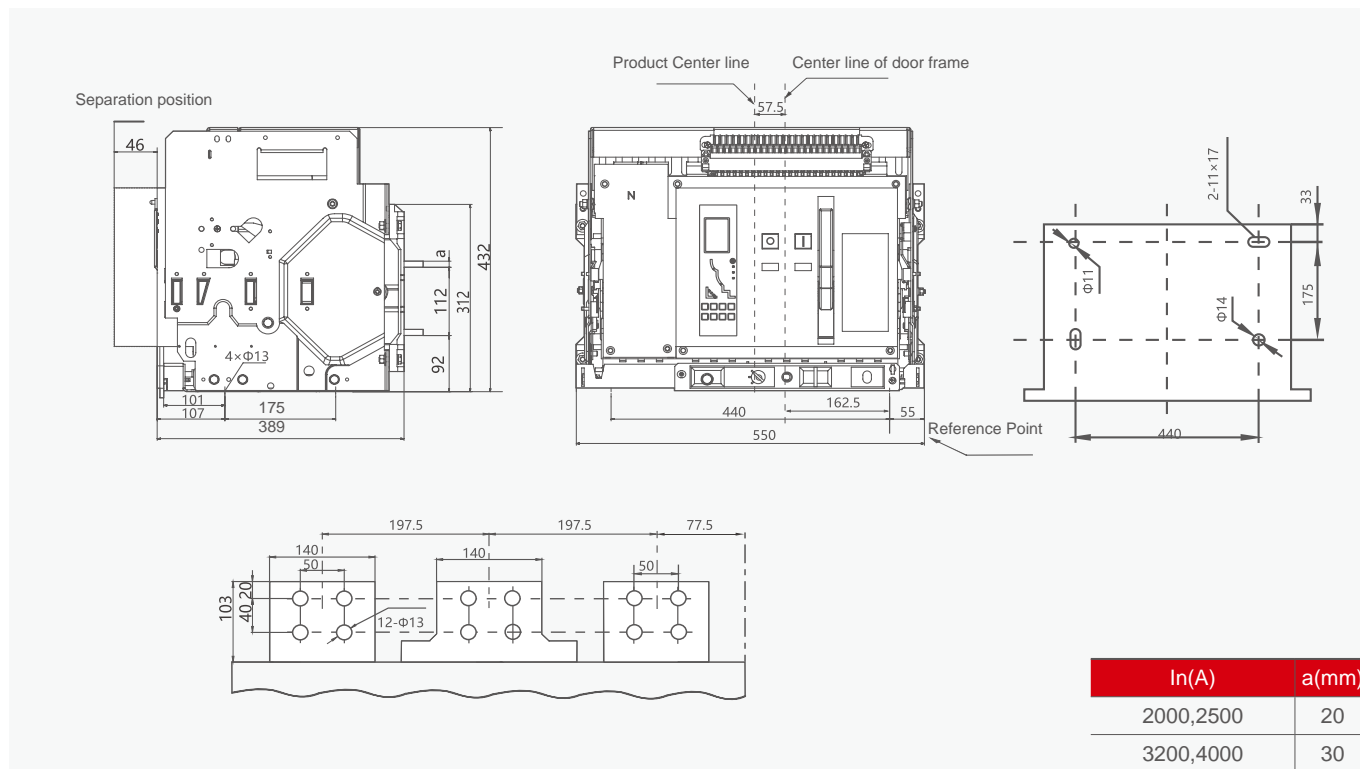 Product Center line
Center line of door frame
57.5
Separation position
46
N
a
432
112
312
92
4×Φ13
101
107
175
389
162.5
440
55
550
Reference Point
2-11×17
33
Φ11
175
Φ14
440
197.5
197.5
77.5
140
140
50
50
20
103
40
12-Φ13
In(A) a(mm)
2000,2500 20
3200,4000 30